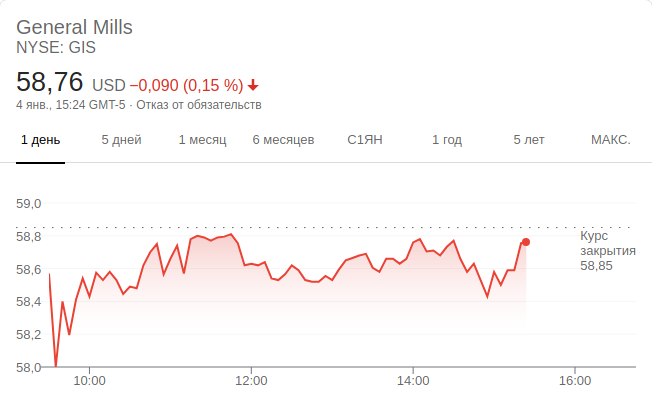 General Mills
NYSE: GIS
58,76 USD −0,090 (0,15 %)
4 янв., 15:24 GMT-5 · Отказ от обязательств
1 день 5 дней 1 месяц 6 месяцев С1ЯН 1 год 5 лет МАКС.
59,0
58,8
58,6
58,4
58,2
58,0
Курс
закрытия
58,85
10:00 12:00 14:00 16:00